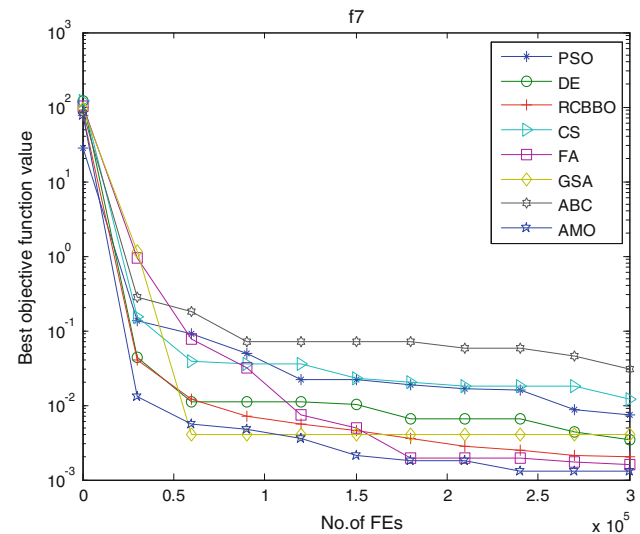 f7
10^3
10^2
10^1
10^0
10^-1
10^-2
10^-3
Best objective function value
PSO
DE
RCBBO
CS
FA
GSA
ABC
AMO
0 0.5 1 1.5 2 2.5 3
x 10^5
No.of FEs